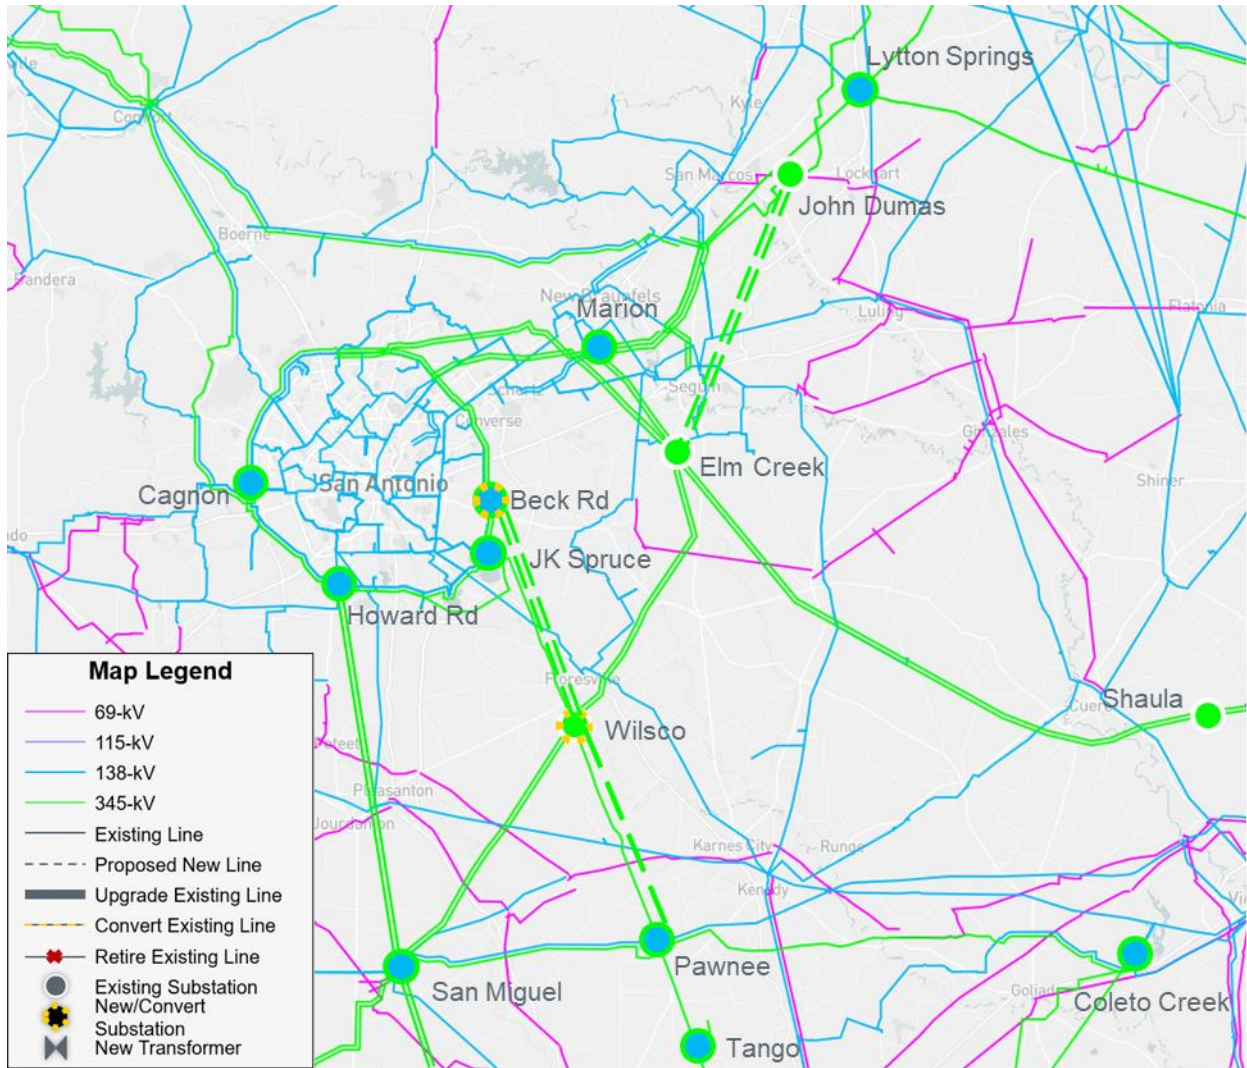 Lytton Springs
Kyle
Comfort
San Marcos
Lockhart
John Dumas
Boerne
Bandera
New Braunfels
Marion
Luling
Flatonia
Seguin
Schertz
Converse
Gonzales
Elm Creek
Shiner
San Antonio
Cagnon
Beck Rd
JK Spruce
Howard Rd
Floresville
Shaula
Cuero
Wilsco
Map Legend
69-kV
115-kV
138-kV
345-kV
Existing Line
Proposed New Line
Upgrade Existing Line
Convert Existing Line
Retire Existing Line
Existing Substation
New/Convert
Substation
New Transformer
Pleasanton
Jourdanton
Karnes City
Runge
Kenedy
Pawnee
San Miguel
Goliad
Coleto Creek
Tango